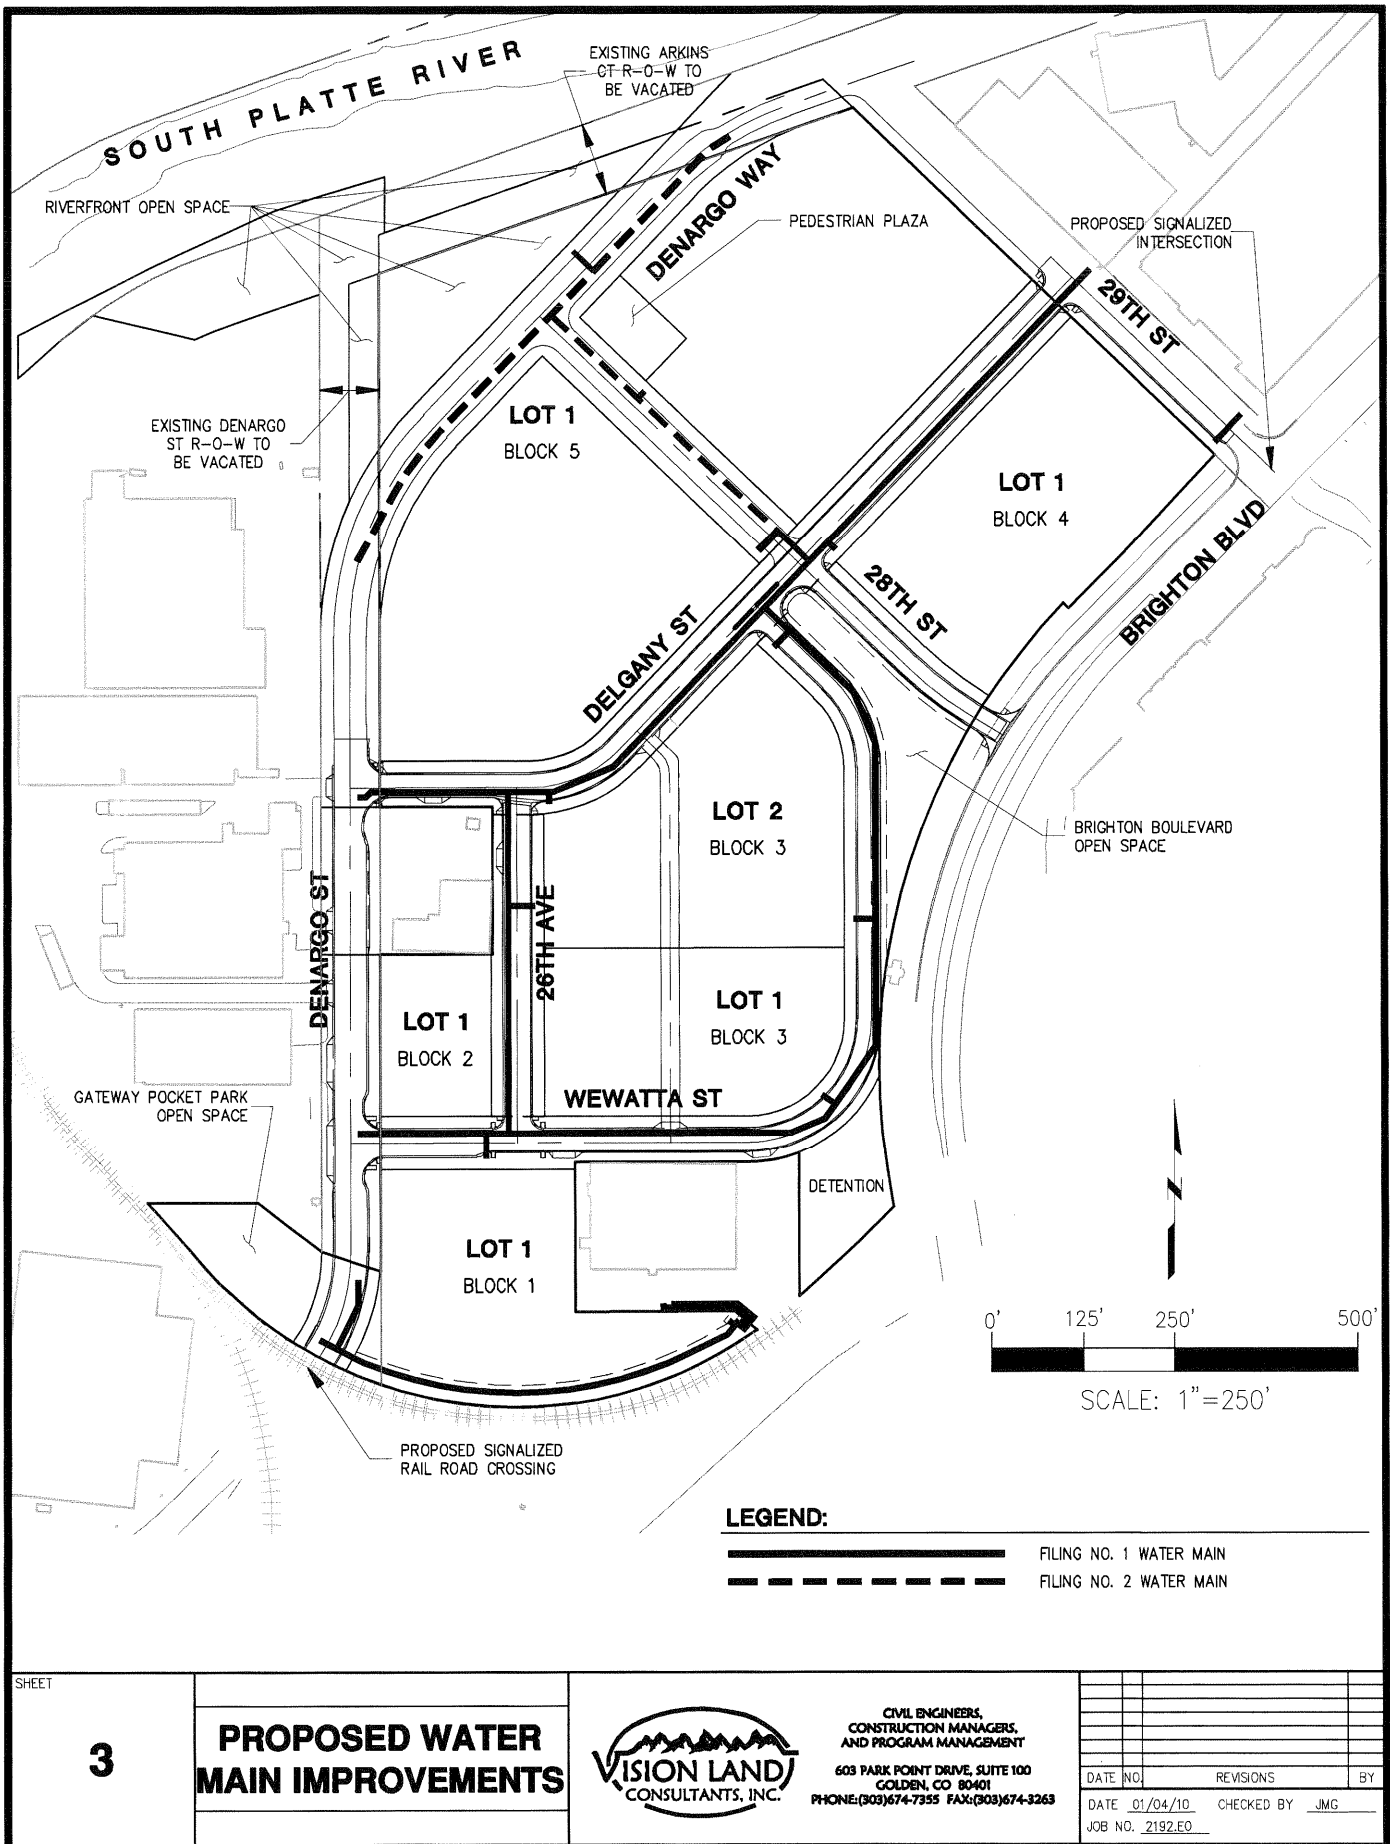 SOUTH PLATTE RIVER
EXISTING ARKINS
CT R-O-W TO
BE VACATED
RIVERFRONT OPEN SPACE
DENARGO WAY
PEDESTRIAN PLAZA
PROPOSED SIGNALIZED
INTERSECTION
29TH ST
EXISTING DENARGO
ST R-O-W TO
BE VACATED
LOT 1
BLOCK 5
LOT 1
BLOCK 4
BRIGHTON BLVD
28TH ST
DELGANY ST
LOT 2
BLOCK 3
BRIGHTON BOULEVARD
OPEN SPACE
DENARGO ST
26TH AVE
LOT 1
BLOCK 2
LOT 1
BLOCK 3
WEWATTA ST
GATEWAY POCKET PARK
OPEN SPACE
DETENTION
LOT 1
BLOCK 1
N
0' 125' 250' 500'
SCALE: 1"=250'
PROPOSED SIGNALIZED
RAIL ROAD CROSSING
LEGEND:
FILING NO. 1 WATER MAIN
FILING NO. 2 WATER MAIN
SHEET
3
PROPOSED WATER
MAIN IMPROVEMENTS
VISION LAND
CONSULTANTS, INC.
CIVIL ENGINEERS,
CONSTRUCTION MANAGERS,
AND PROGRAM MANAGEMENT
603 PARK POINT DRIVE, SUITE 100
GOLDEN, CO 80401
PHONE:(303)674-7355 FAX:(303)674-3263
DATE NO. REVISIONS BY
DATE 01/04/10 CHECKED BY JMG
JOB NO. 2192.E0